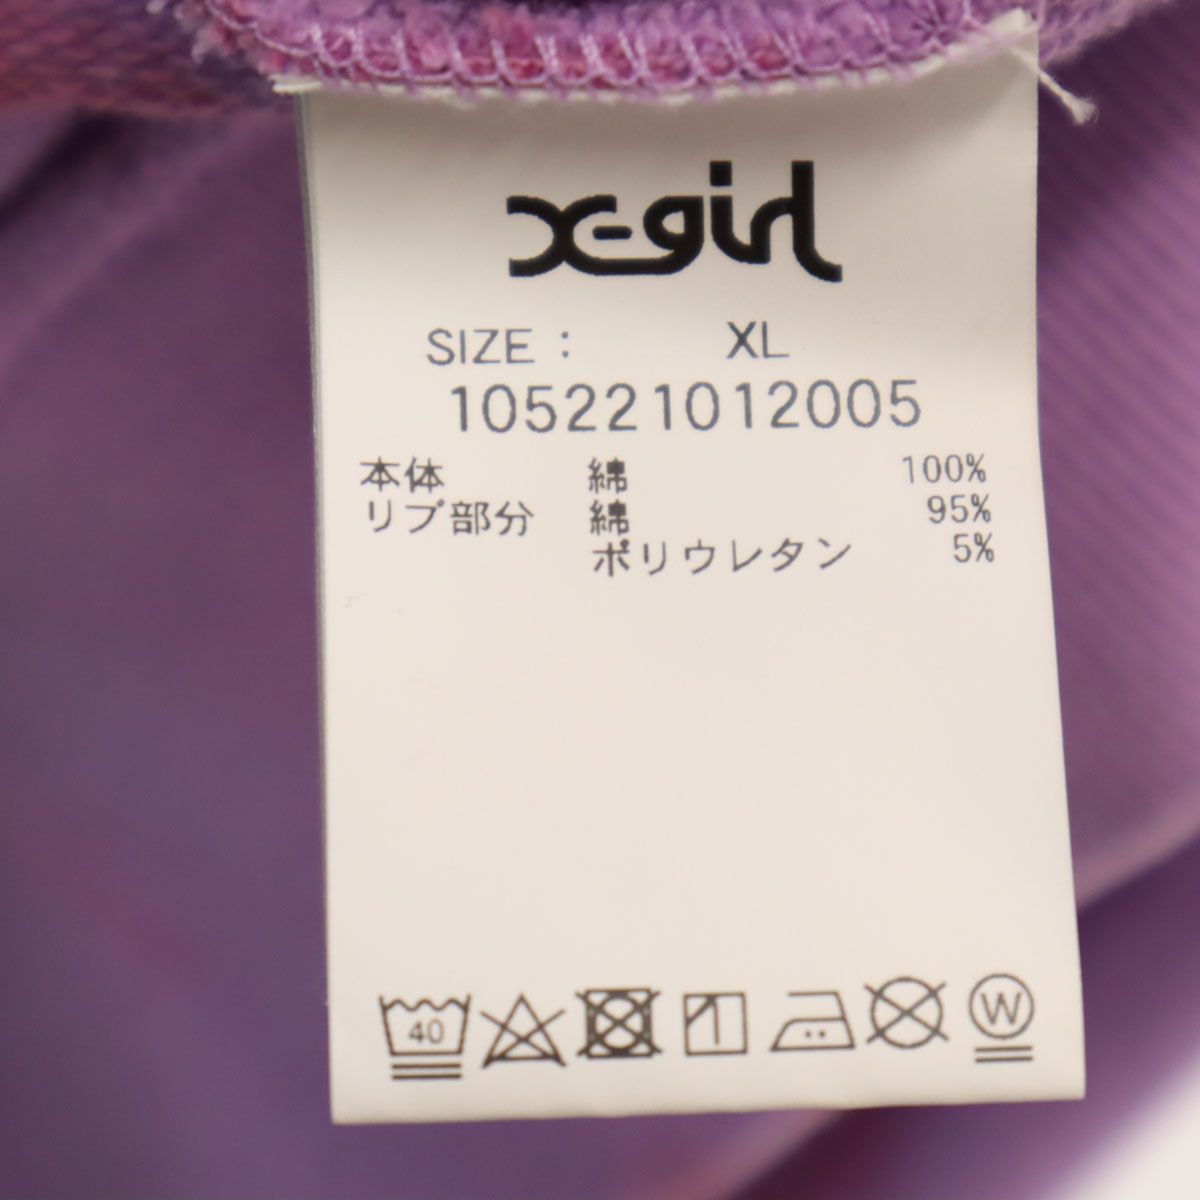 X-girl
SIZE : XL
105221012005
本体 綿 100%
リブ部分 綿 95%
ポリウレタン 5%
40 W